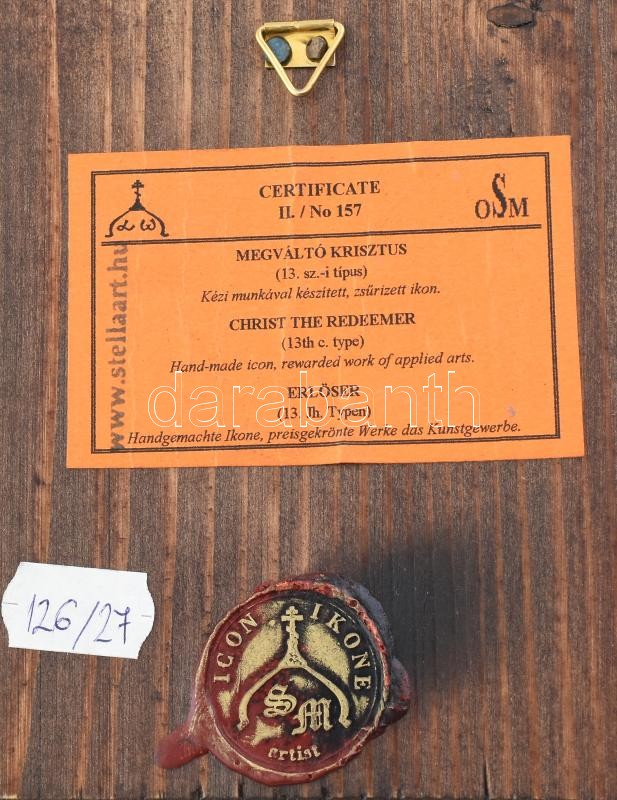 CERTIFICATE
II. / No 157
OSM
α ω
www.stellaart.hu
MEGVÁLTÓ KRISZTUS
(13. sz.-i típus)
Kézi munkával készített, zsűrizett ikon.
CHRIST THE REDEEMER
(13th c. type)
Hand-made icon, rewarded work of applied arts.
ERLÖSER
(13. Jh. Typen)
Handgemachte Ikone, preisgekrönte Werke das Kunstgewerbe.
darabanth
126/27
ICON IKONE
SM
artist